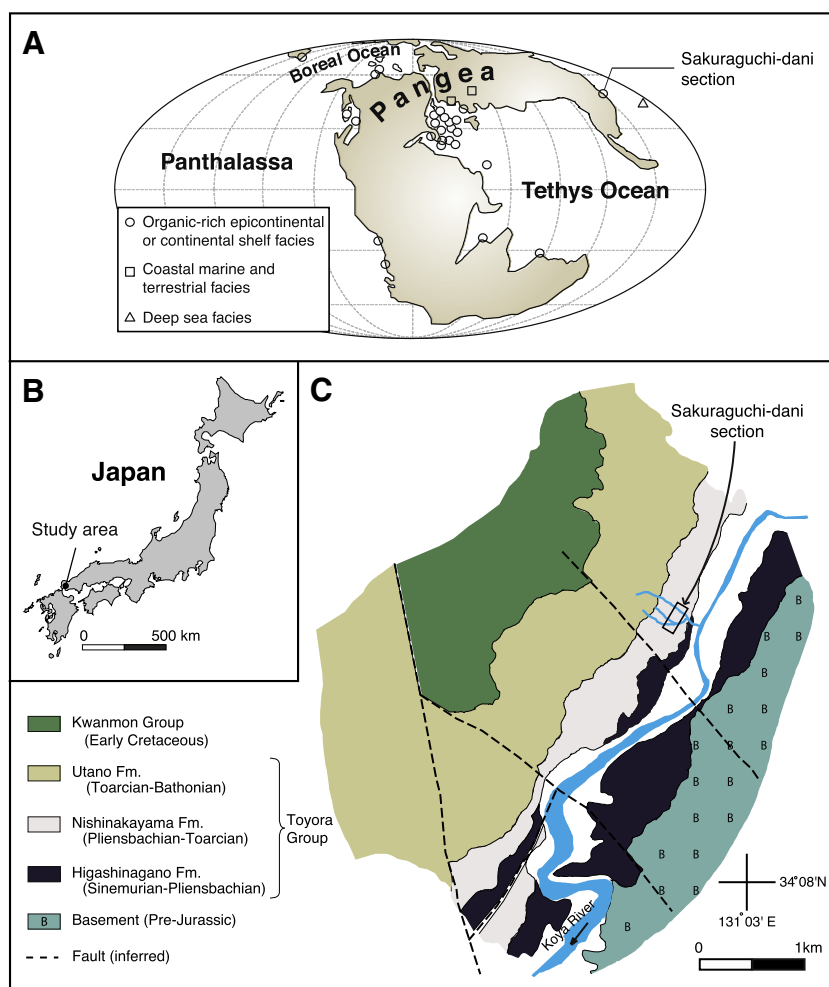 A
Boreal Ocean
Pangea
Sakuraguchi-dani
section
Panthalassa
Tethys Ocean
Organic-rich epicontinental
or continental shelf facies
Coastal marine and
terrestrial facies
Deep sea facies
B
Japan
Study area
0 500 km
C
Sakuraguchi-dani
section
B
B B
B
B B
B B B
B B
B B
B B
B B
B
Koya River
34°08'N
131°03' E
0 1km
Kwanmon Group
(Early Cretaceous)
Utano Fm.
(Toarcian-Bathonian)
Nishinakayama Fm.
(Pliensbachian-Toarcian)
Higashinagano Fm.
(Sinemurian-Pliensbachian)
Toyora
Group
B Basement (Pre-Jurassic)
Fault (inferred)